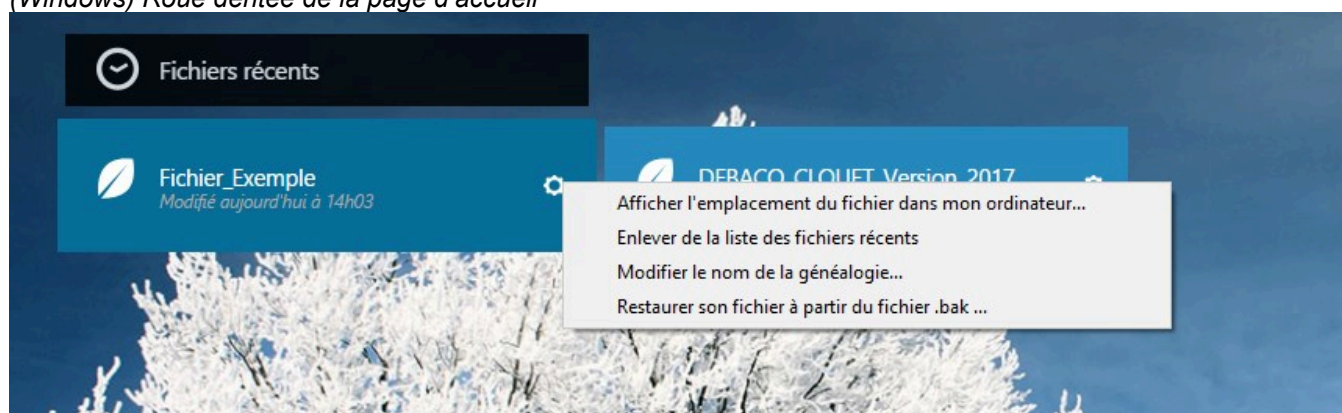 (Windows) Roue dentée de la page d'accueil
Fichiers récents
Fichier_Exemple
Modifié aujourd'hui à 14h03
DEBACQ_CLOUET_Version_2017
Afficher l'emplacement du fichier dans mon ordinateur...
Enlever de la liste des fichiers récents
Modifier le nom de la généalogie...
Restaurer son fichier à partir du fichier .bak ...